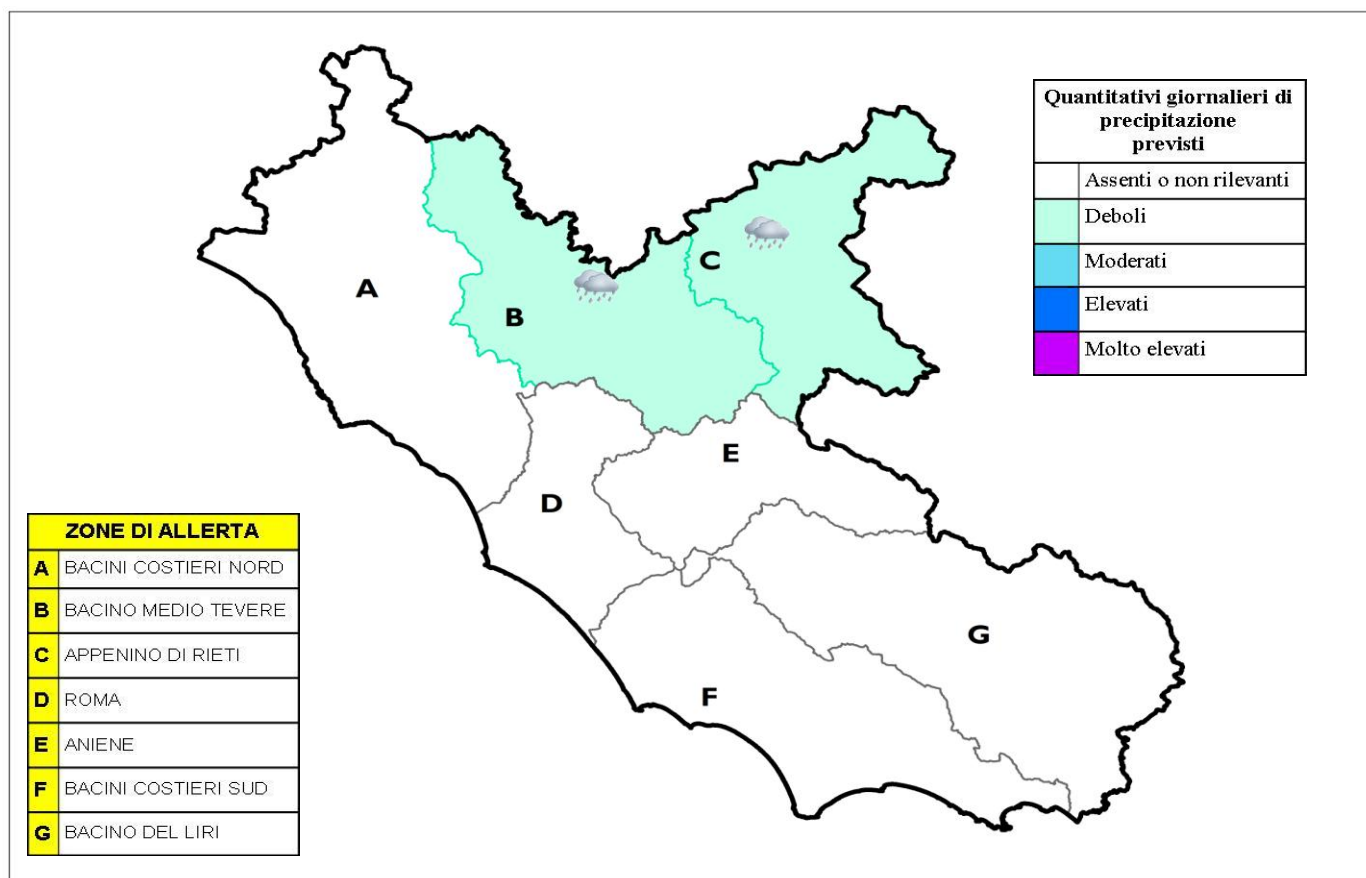 Quantitativi giornalieri di
precipitazione
previsti
Assenti o non rilevanti
Deboli
Moderati
Elevati
Molto elevati
A
B
C
D
E
F
G
ZONE DI ALLERTA
A BACINI COSTIERI NORD
B BACINO MEDIO TEVERE
C APPENINO DI RIETI
D ROMA
E ANIENE
F BACINI COSTIERI SUD
G BACINO DEL LIRI